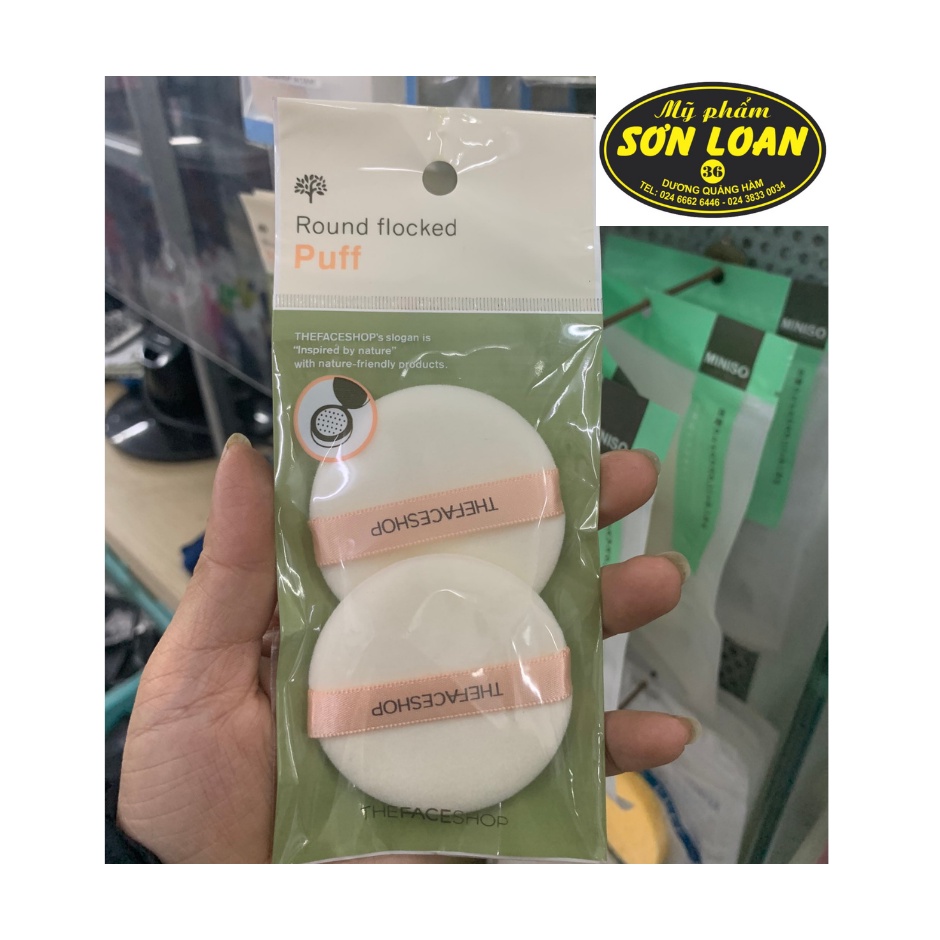 Mỹ phẩm
SƠN LOAN
36
DƯƠNG QUẢNG HÀM
TEL: 024 6662 6446 - 024 3833 0034
Round flocked
Puff
THEFACESHOP's slogan is
"Inspired by nature"
with nature-friendly products.
THEFACESHOP
THEFACESHOP
THEFACESHOP
MINISO
MINISO
NISO